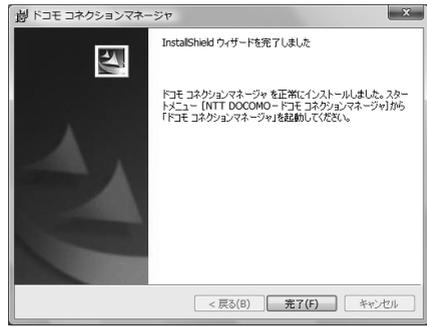 ドコモ コネクションマネージャ
InstallShield ウィザードを完了しました
ドコモ コネクションマネージャ を正常にインストールしました。スター
トメニュー [NTT DOCOMO－ドコモ コネクションマネージャ]から
「ドコモ コネクションマネージャ」を起動してください。
< 戻る(B)
完了(F)
キャンセル